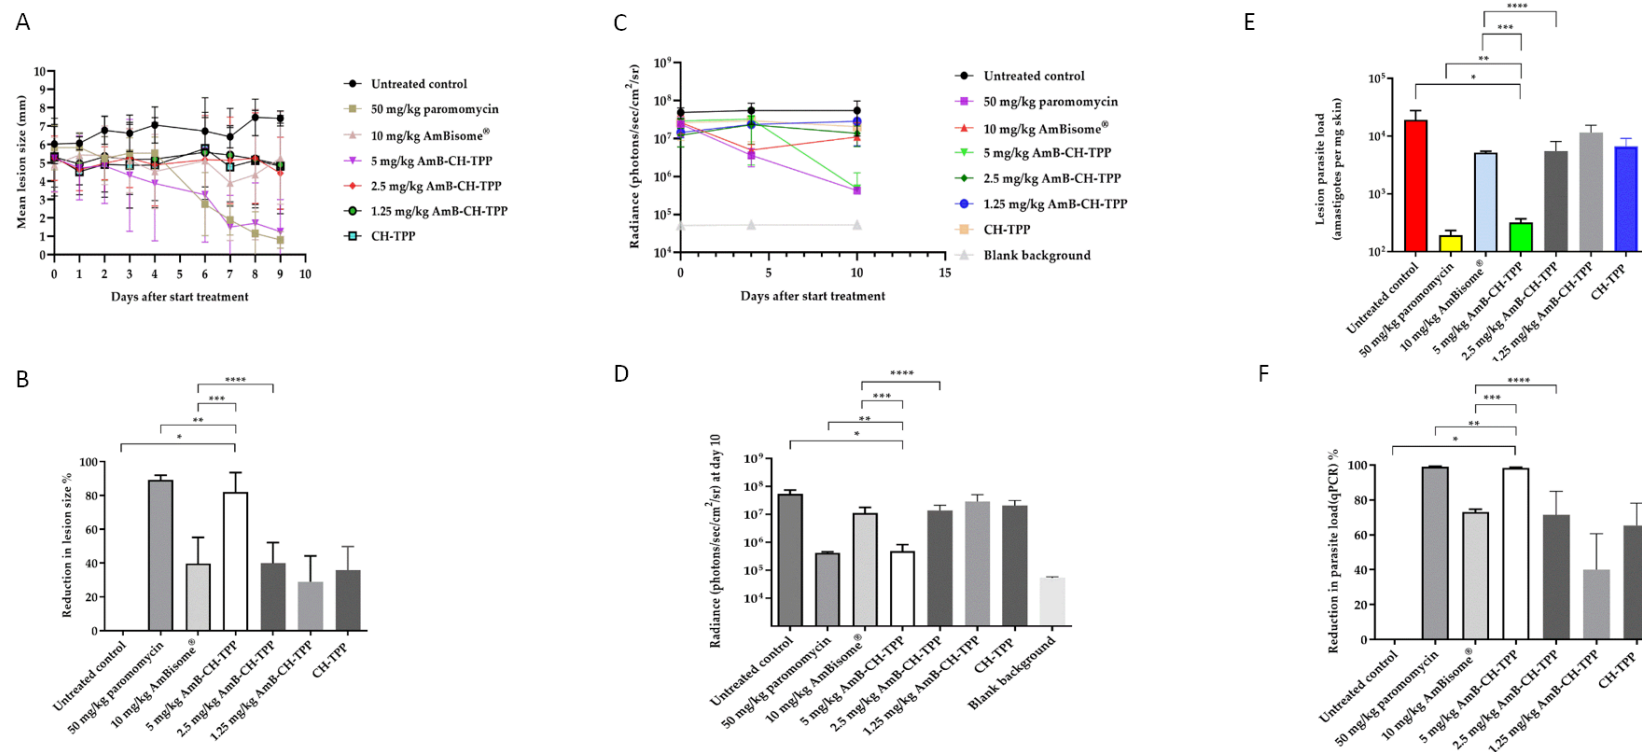 A
10
9
8
7
6
5
4
3
2
1
0
Mean lesion size (mm)
0 1 2 3 4 5 6 7 8 9 10
Days after start treatment
Untreated control
50 mg/kg paromomycin
10 mg/kg AmBisome®
5 mg/kg AmB-CH-TPP
2.5 mg/kg AmB-CH-TPP
1.25 mg/kg AmB-CH-TPP
CH-TPP
B
****
***
**
*
100
80
60
40
20
0
Reduction in lesion size %
Untreated control
50 mg/kg paromomycin
10 mg/kg AmBisome®
5 mg/kg AmB-CH-TPP
2.5 mg/kg AmB-CH-TPP
1.25 mg/kg AmB-CH-TPP
CH-TPP
C
10⁹
10⁸
10⁷
10⁶
10⁵
10⁴
Radiance (photons/sec/cm²/sr)
0 5 10 15
Days after start treatment
Untreated control
50 mg/kg paromomycin
10 mg/kg AmBisome®
5 mg/kg AmB-CH-TPP
2.5 mg/kg AmB-CH-TPP
1.25 mg/kg AmB-CH-TPP
CH-TPP
Blank background
D
****
***
**
*
10⁹
10⁸
10⁷
10⁶
10⁵
10⁴
Radiance (photons/sec/cm²/sr) at day 10
Untreated control
50 mg/kg paromomycin
10 mg/kg AmBisome®
5 mg/kg AmB-CH-TPP
2.5 mg/kg AmB-CH-TPP
1.25 mg/kg AmB-CH-TPP
CH-TPP
Blank background
E
****
***
**
*
10⁵
10⁴
10³
10²
Lesion parasite load
(amastigotes per mg skin)
Untreated control
50 mg/kg paromomycin
10 mg/kg AmBisome®
5 mg/kg AmB-CH-TPP
2.5 mg/kg AmB-CH-TPP
1.25 mg/kg AmB-CH-TPP
CH-TPP
F
****
***
**
*
100
80
60
40
20
0
Reduction in parasite load(qPCR) %
Untreated control
50 mg/kg paromomycin
10 mg/kg AmBisome®
5 mg/kg AmB-CH-TPP
2.5 mg/kg AmB-CH-TPP
1.25 mg/kg AmB-CH-TPP
CH-TPP